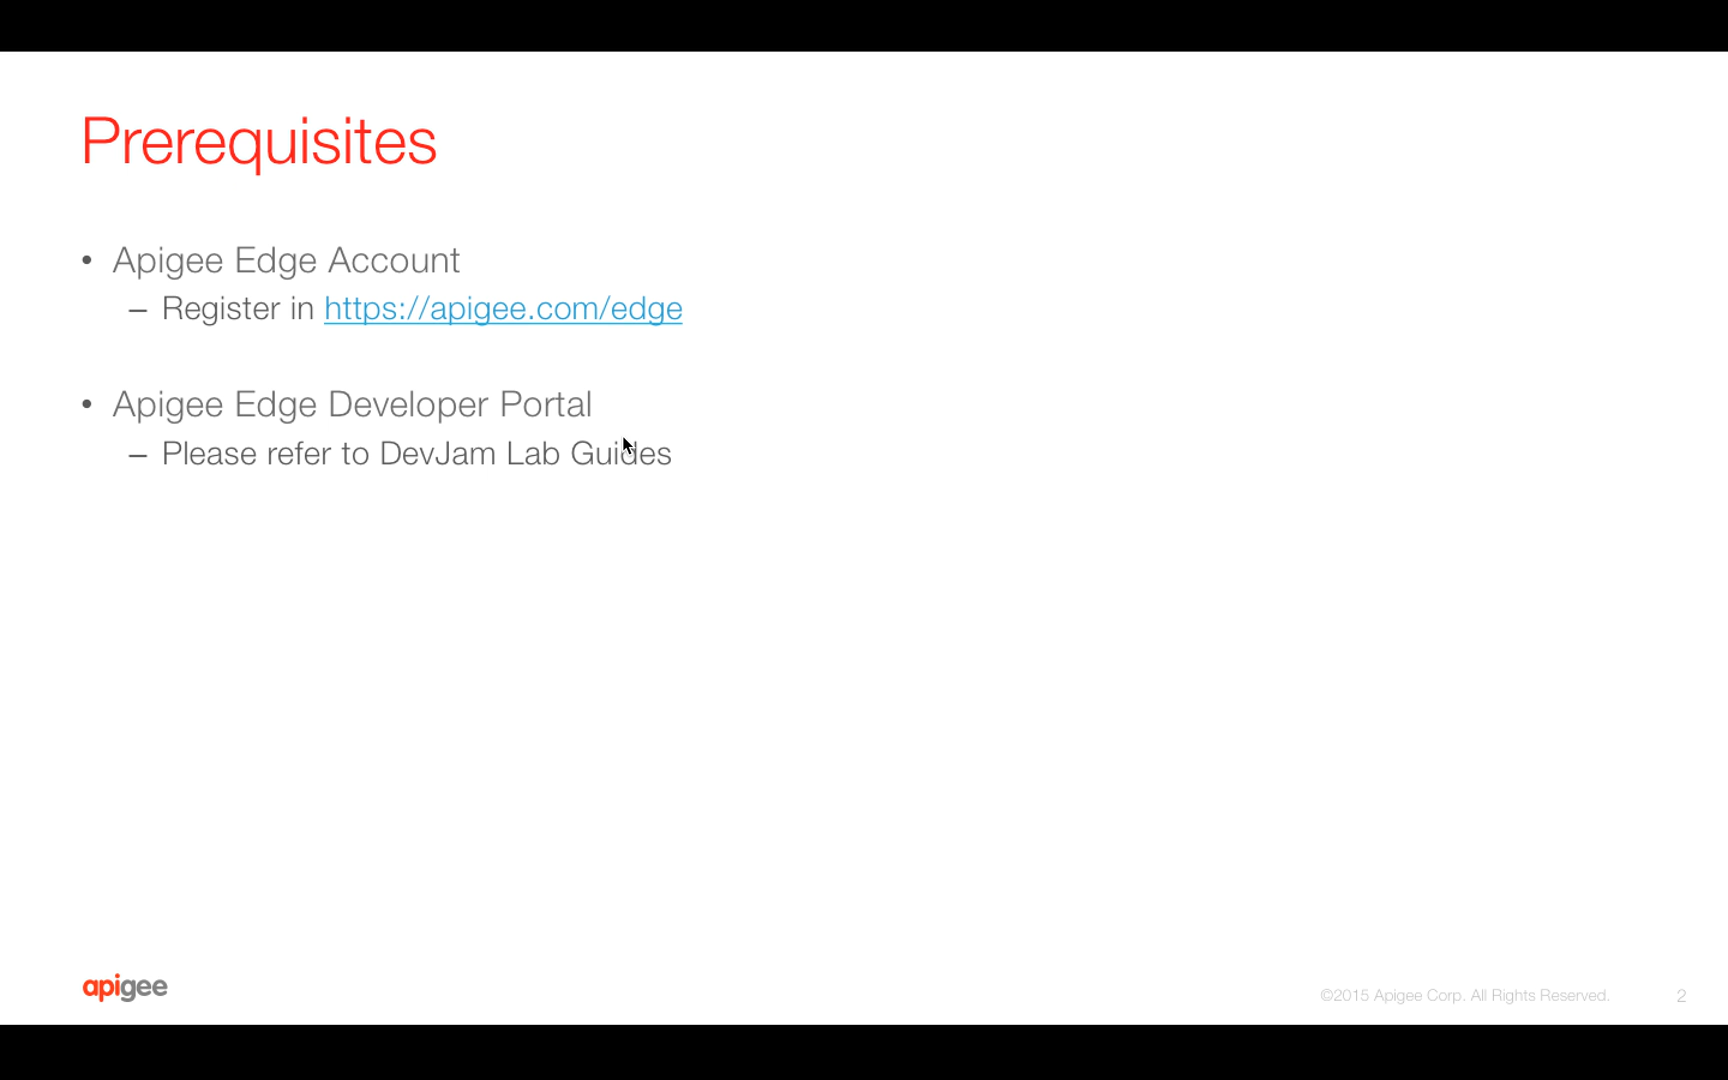 Prerequisites
• Apigee Edge Account
– Register in https://apigee.com/edge
• Apigee Edge Developer Portal
– Please refer to DevJam Lab Guides
apigee
©2015 Apigee Corp. All Rights Reserved.
2